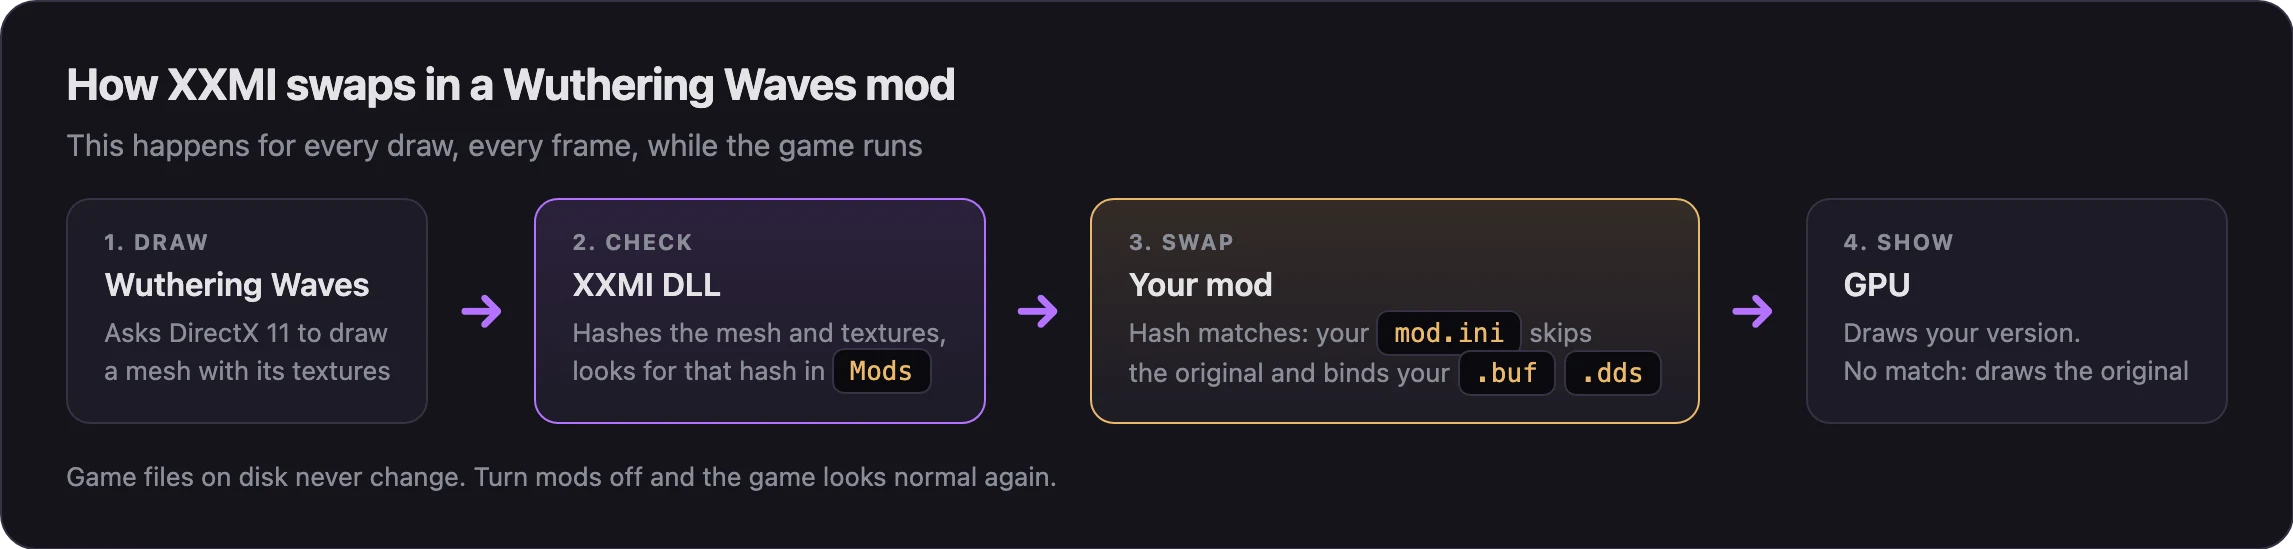 How XXMI swaps in a Wuthering Waves mod
This happens for every draw, every frame, while the game runs
1. DRAW
Wuthering Waves
Asks DirectX 11 to draw
a mesh with its textures
2. CHECK
XXMI DLL
Hashes the mesh and textures,
looks for that hash in Mods
3. SWAP
Your mod
Hash matches: your mod.ini skips
the original and binds your .buf .dds
4. SHOW
GPU
Draws your version.
No match: draws the original
Game files on disk never change. Turn mods off and the game looks normal again.